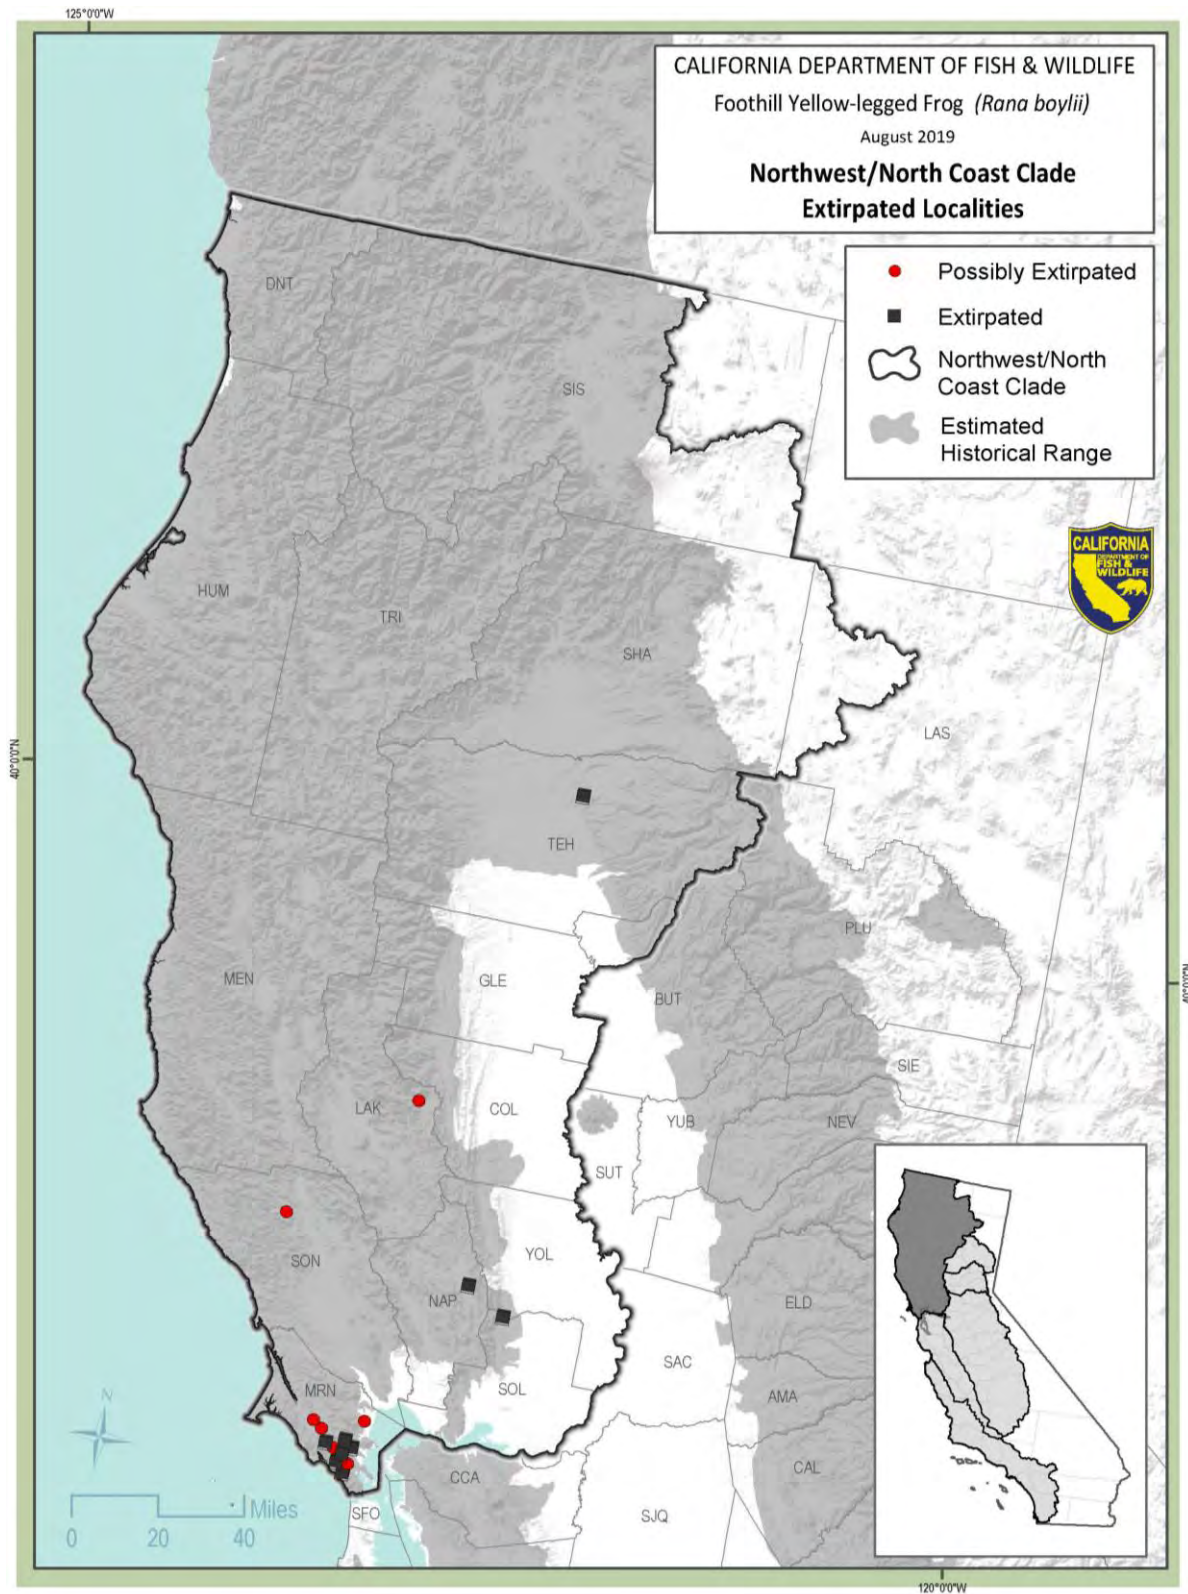 125°0'0"W
CALIFORNIA DEPARTMENT OF FISH & WILDLIFE
Foothill Yellow-legged Frog (Rana boylii)
August 2019
Northwest/North Coast Clade
Extirpated Localities
Possibly Extirpated
Extirpated
Northwest/North
Coast Clade
Estimated
Historical Range
DNT
SIS
CALIFORNIA
DEPARTMENT OF
FISH &
WILDLIFE
HUM
TRI
SHA
LAS
40°0'0"N
TEH
PLU
MEN
GLE
BUT
40°0'0"N
SIE
LAK
COL
YUB
NEV
SUT
SON
YOL
NAP
ELD
SAC
MRN
SOL
AMA
N
CCA
CAL
Miles
SFO
SJQ
0 20 40
120°0'0"W